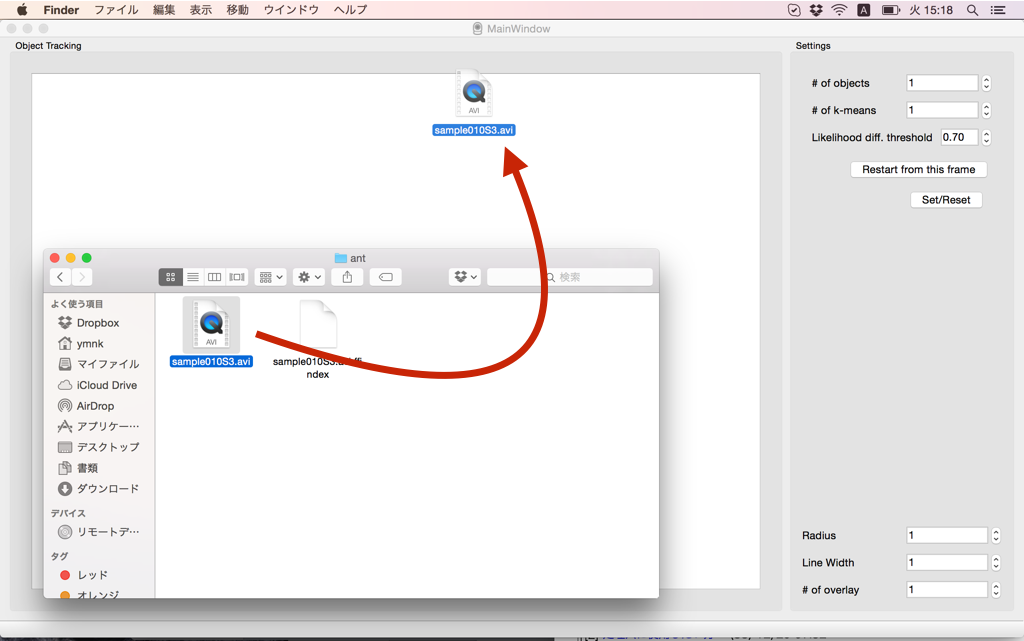 Finder ファイル 編集 表示 移動 ウインドウ ヘルプ A 火 15:18
MainWindow
Object Tracking
Settings
AVI
sample010S3.avi
# of objects 1
# of k-means 1
Likelihood diff. threshold 0.70
Restart from this frame
Set/Reset
ant
検索
よく使う項目
Dropbox
ymnk
マイファイル
iCloud Drive
AirDrop
アプリケー…
デスクトップ
書類
ダウンロード
デバイス
リモートデ…
タグ
レッド
オレンジ
AVI
sample010S3.avi
ndex
Radius 1
Line Width 1
# of overlay 1